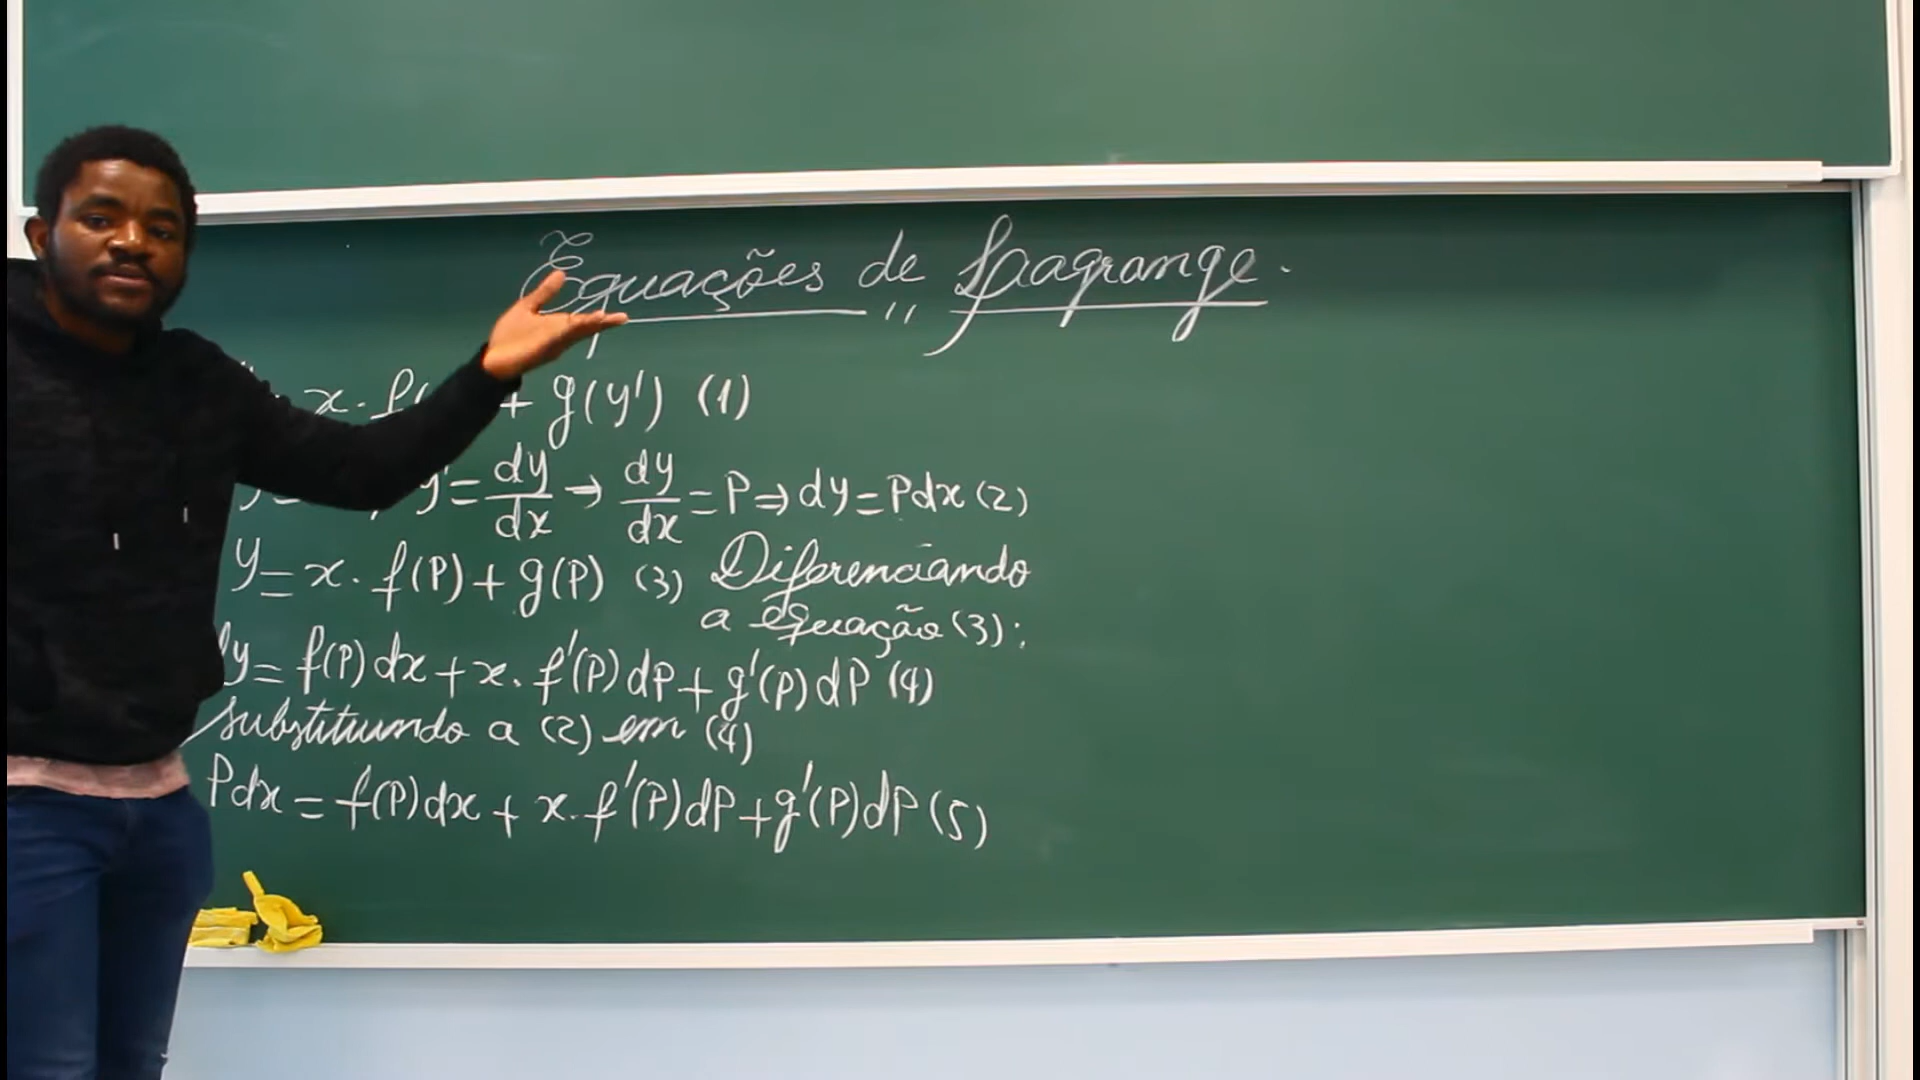 Equações de Lagrange.
x. f( + g(y') (1)
y' = dy/dx → dy/dx = P ⇒ dy = Pdx (2)
y = x. f(P) + g(P) (3) Diferenciando
a equação (3):
y = f(P)dx + x. f'(P)dP + g'(P)dP (4)
Substituindo a (2) em (4)
Pdx = f(P)dx + x. f'(P)dP + g'(P)dP (5)